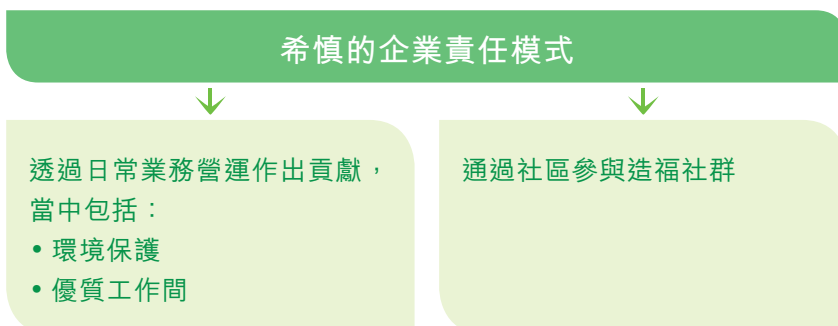 希慎的企業責任模式
透過日常業務營運作出貢獻，
當中包括：
•環境保護
•優質工作間
通過社區參與造福社群